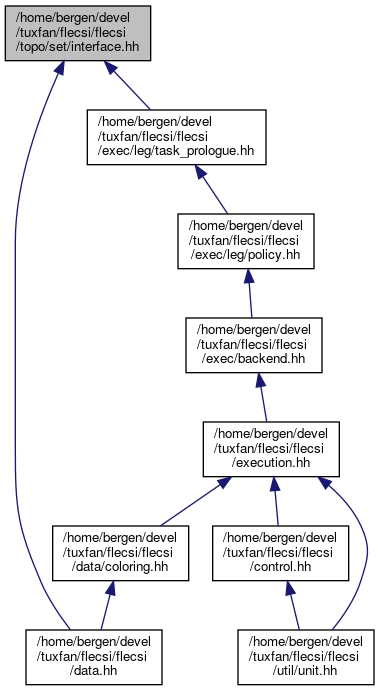 /home/bergen/devel
/tuxfan/flecsi/flecsi
/topo/set/interface.hh
/home/bergen/devel
/tuxfan/flecsi/flecsi
/exec/leg/task_prologue.hh
/home/bergen/devel
/tuxfan/flecsi/flecsi
/exec/leg/policy.hh
/home/bergen/devel
/tuxfan/flecsi/flecsi
/exec/backend.hh
/home/bergen/devel
/tuxfan/flecsi/flecsi
/execution.hh
/home/bergen/devel
/tuxfan/flecsi/flecsi
/data/coloring.hh
/home/bergen/devel
/tuxfan/flecsi/flecsi
/control.hh
/home/bergen/devel
/tuxfan/flecsi/flecsi
/data.hh
/home/bergen/devel
/tuxfan/flecsi/flecsi
/util/unit.hh